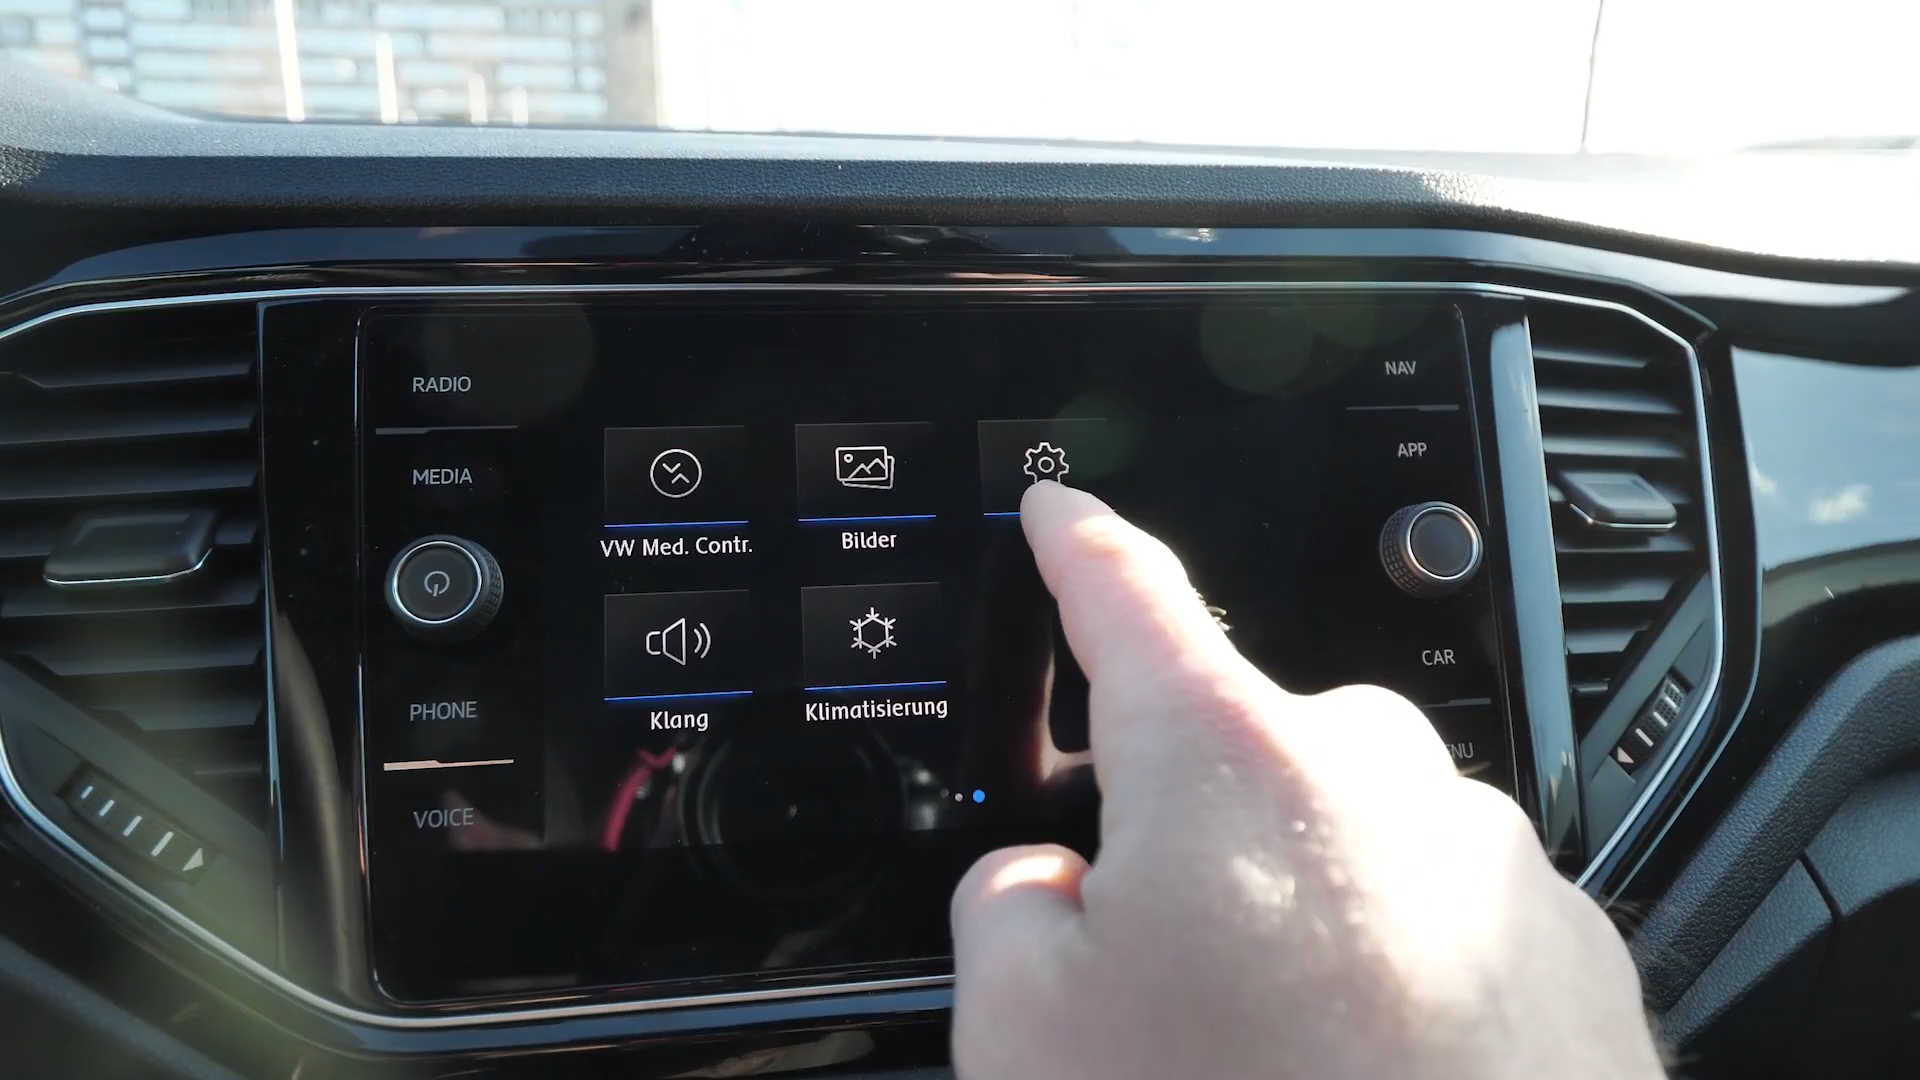 RADIO
MEDIA
PHONE
VOICE
VW Med. Contr.
Bilder
Klang
Klimatisierung
NAV
APP
CAR